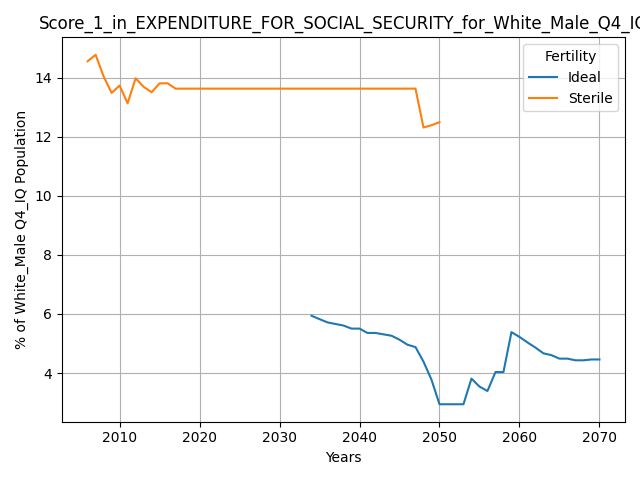 Score_1_in_EXPENDITURE_FOR_SOCIAL_SECURITY_for_White_Male_Q4_IQ
Fertility
Ideal
Sterile
% of White_Male Q4_IQ Population
14
12
10
8
6
4
2010 2020 2030 2040 2050 2060 2070
Years